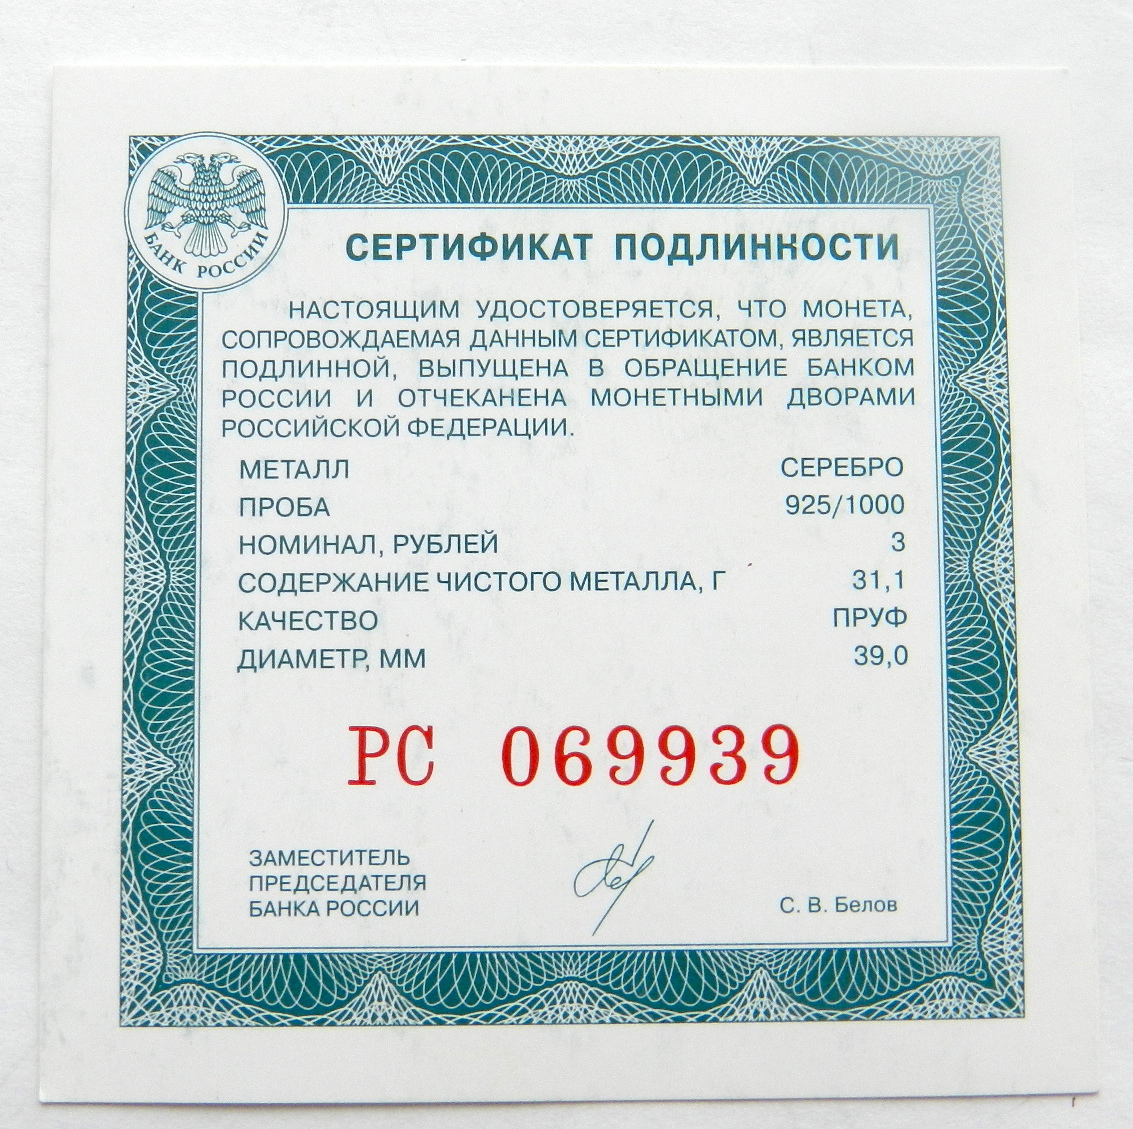 БАНК РОССИИ
СЕРТИФИКАТ ПОДЛИННОСТИ
НАСТОЯЩИМ УДОСТОВЕРЯЕТСЯ, ЧТО МОНЕТА,
СОПРОВОЖДАЕМАЯ ДАННЫМ СЕРТИФИКАТОМ, ЯВЛЯЕТСЯ
ПОДЛИННОЙ, ВЫПУЩЕНА В ОБРАЩЕНИЕ БАНКОМ
РОССИИ И ОТЧЕКАНЕНА МОНЕТНЫМИ ДВОРАМИ
РОССИЙСКОЙ ФЕДЕРАЦИИ.
МЕТАЛЛ СЕРЕБРО
ПРОБА 925/1000
НОМИНАЛ, РУБЛЕЙ 3
СОДЕРЖАНИЕ ЧИСТОГО МЕТАЛЛА, Г 31,1
КАЧЕСТВО ПРУФ
ДИАМЕТР, ММ 39,0
РС 069939
ЗАМЕСТИТЕЛЬ
ПРЕДСЕДАТЕЛЯ
БАНКА РОССИИ С. В. Белов